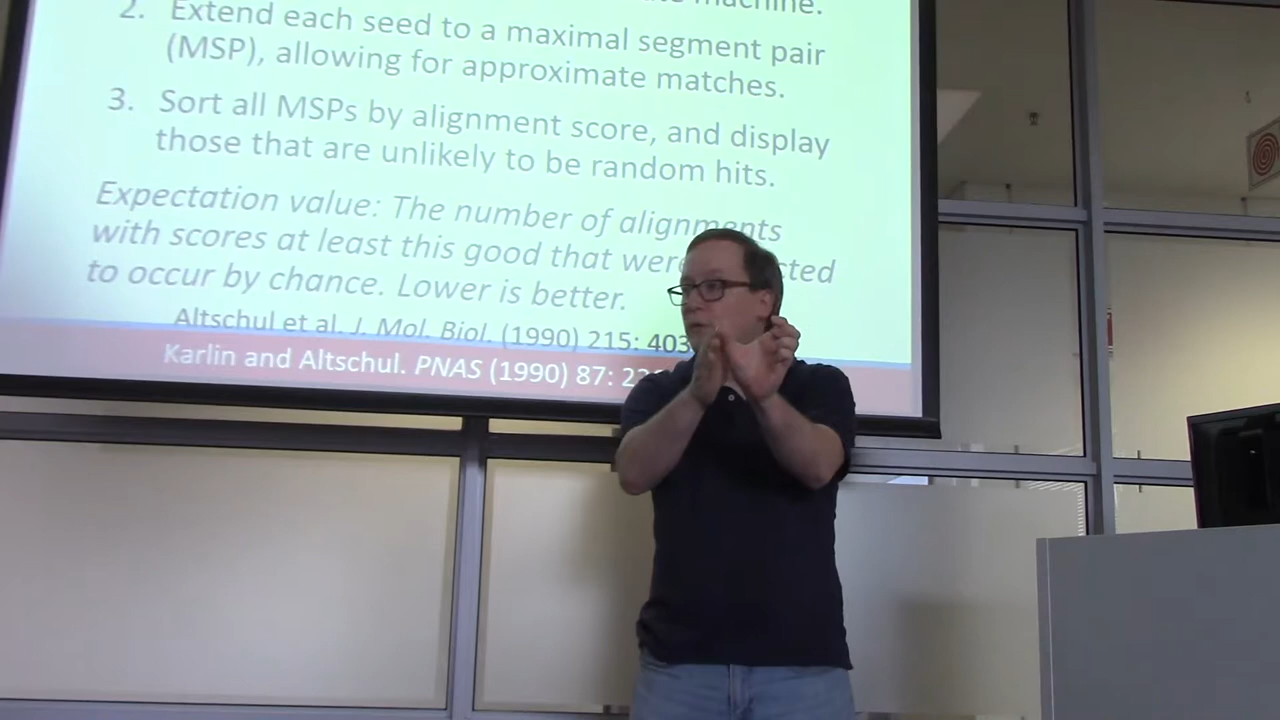 machine.
2. Extend each seed to a maximal segment pair
(MSP), allowing for approximate matches.
3. Sort all MSPs by alignment score, and display
those that are unlikely to be random hits.
Expectation value: The number of alignments
with scores at least this good that were
to occur by chance. Lower is better.
Altschul et al. J. Mol. Biol. (1990) 215: 403
Karlin and Altschul. PNAS (1990) 87: